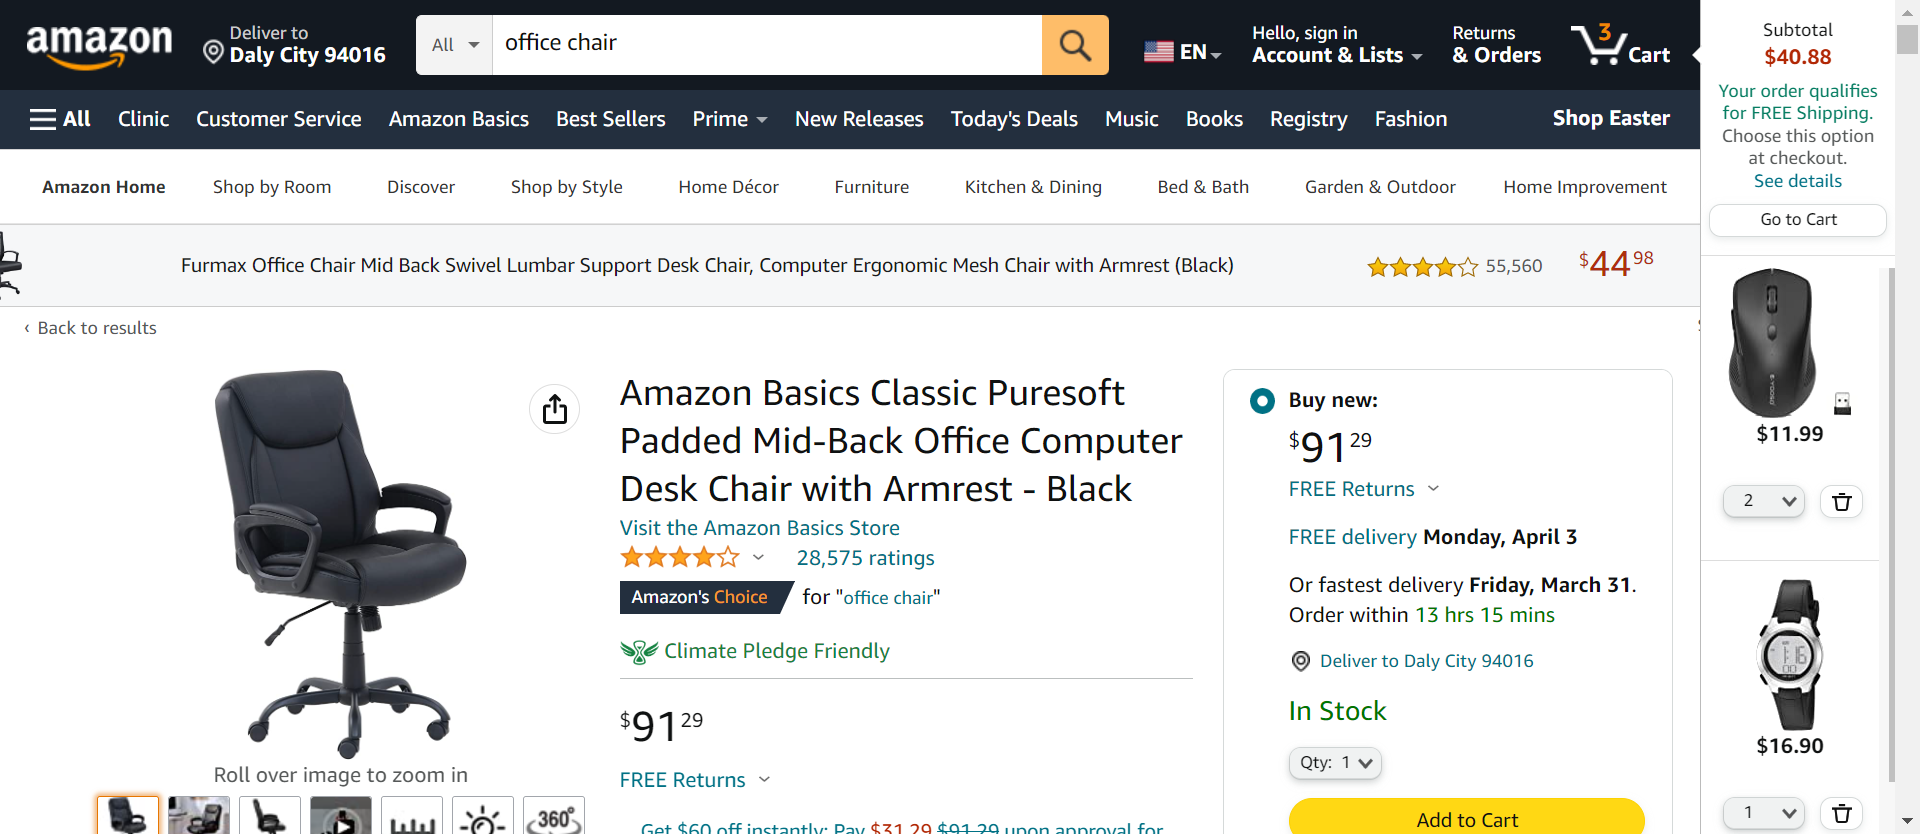 amazon
Deliver to
Daly City 94016
All
office chair
EN
Hello, sign in
Account & Lists
Returns
& Orders
3
Cart
All
Clinic
Customer Service
Amazon Basics
Best Sellers
Prime
New Releases
Today's Deals
Music
Books
Registry
Fashion
Shop Easter
Amazon Home
Shop by Room
Discover
Shop by Style
Home Décor
Furniture
Kitchen & Dining
Bed & Bath
Garden & Outdoor
Home Improvement
Furmax Office Chair Mid Back Swivel Lumbar Support Desk Chair, Computer Ergonomic Mesh Chair with Armrest (Black)
55,560
$44 98
‹ Back to results
Roll over image to zoom in
360°
Amazon Basics Classic Puresoft
Padded Mid-Back Office Computer
Desk Chair with Armrest - Black
Visit the Amazon Basics Store
28,575 ratings
Amazon's Choice for "office chair"
Climate Pledge Friendly
$91 29
FREE Returns
Get $60 off instantly: Pay $31.29 $91.29 upon approval for
Buy new:
$91 29
FREE Returns
FREE delivery Monday, April 3
Or fastest delivery Friday, March 31.
Order within 13 hrs 15 mins
Deliver to Daly City 94016
In Stock
Qty: 1
Add to Cart
Subtotal
$40.88
Your order qualifies
for FREE Shipping.
Choose this option
at checkout.
See details
Go to Cart
$11.99
2
1:16
$16.90
1